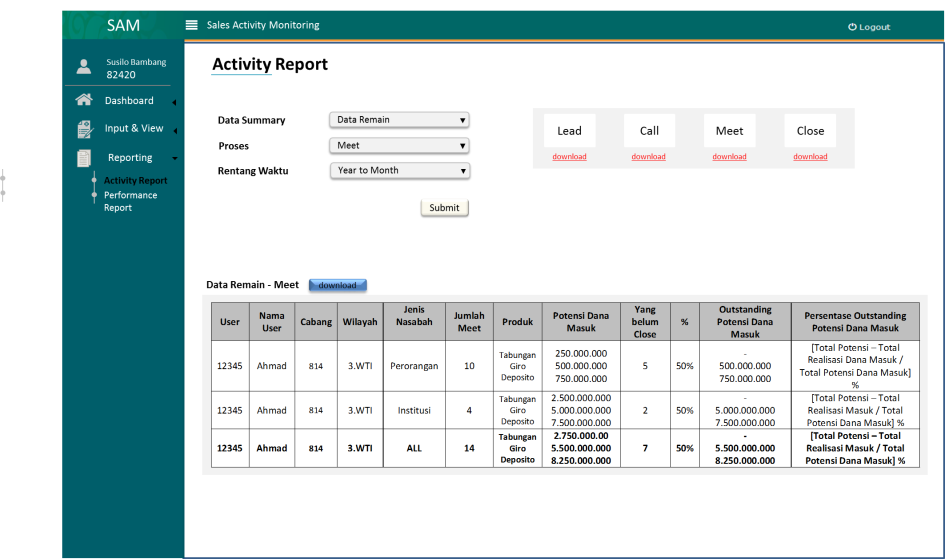 SAM
Sales Activity Monitoring
Logout
Susilo Bambang
82420
Dashboard
Input & View
Reporting
Activity Report
Performance
Report
Activity Report
Data Summary
Data Remain
Proses
Meet
Rentang Waktu
Year to Month
Submit
Lead
Call
Meet
Close
download
download
download
download
Data Remain - Meet
download
User
Nama
User
Cabang
Wilayah
Jenis
Nasabah
Jumlah
Meet
Produk
Potensi Dana
Masuk
Yang
belum
Close
%
Outstanding
Potensi Dana
Masuk
Persentase Outstanding
Potensi Dana Masuk
12345
Ahmad
814
3.WTI
Perorangan
10
Tabungan
Giro
Deposito
250.000.000
500.000.000
750.000.000
5
50%
-
500.000.000
750.000.000
[Total Potensi – Total
Realisasi Dana Masuk /
Total Potensi Dana Masuk]
%
12345
Ahmad
814
3.WTI
Institusi
4
Tabungan
Giro
Deposito
2.500.000.000
5.000.000.000
7.500.000.000
2
50%
-
5.000.000.000
7.500.000.000
[Total Potensi – Total
Realisasi Masuk / Total
Potensi Dana Masuk] %
12345
Ahmad
814
3.WTI
ALL
14
Tabungan
Giro
Deposito
2.750.000.00
5.500.000.000
8.250.000.000
7
50%
-
5.500.000.000
8.250.000.000
[Total Potensi – Total
Realisasi Masuk / Total
Potensi Dana Masuk] %